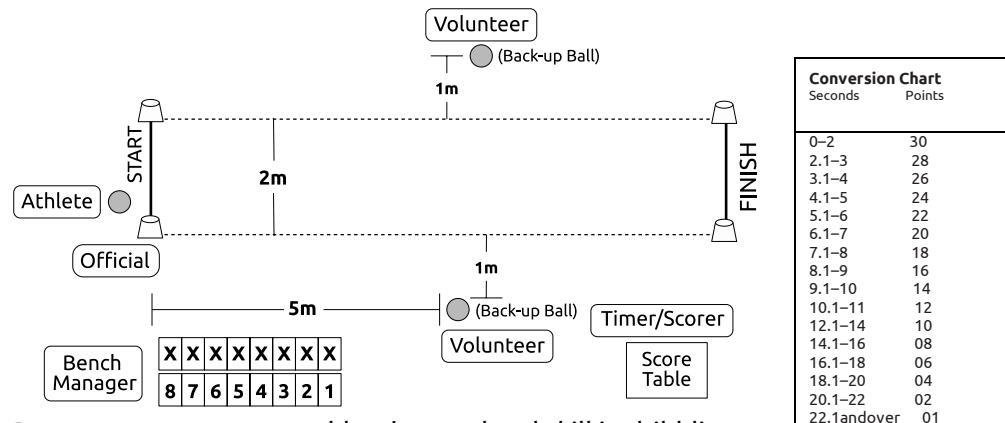 Volunteer
(Back-up Ball)
1m
START
2m
FINISH
Athlete
Official
1m
5m
(Back-up Ball)
Volunteer
Timer/Scorer
Score
Table
Bench
Manager
X X X X X X X X
8 7 6 5 4 3 2 1
Conversion Chart
Seconds Points
0–2 30
2.1–3 28
3.1–4 26
4.1–5 24
5.1–6 22
6.1–7 20
7.1–8 18
8.1–9 16
9.1–10 14
10.1–11 12
12.1–14 10
14.1–16 08
16.1–18 06
18.1–20 04
20.1–22 02
22.1andover 01